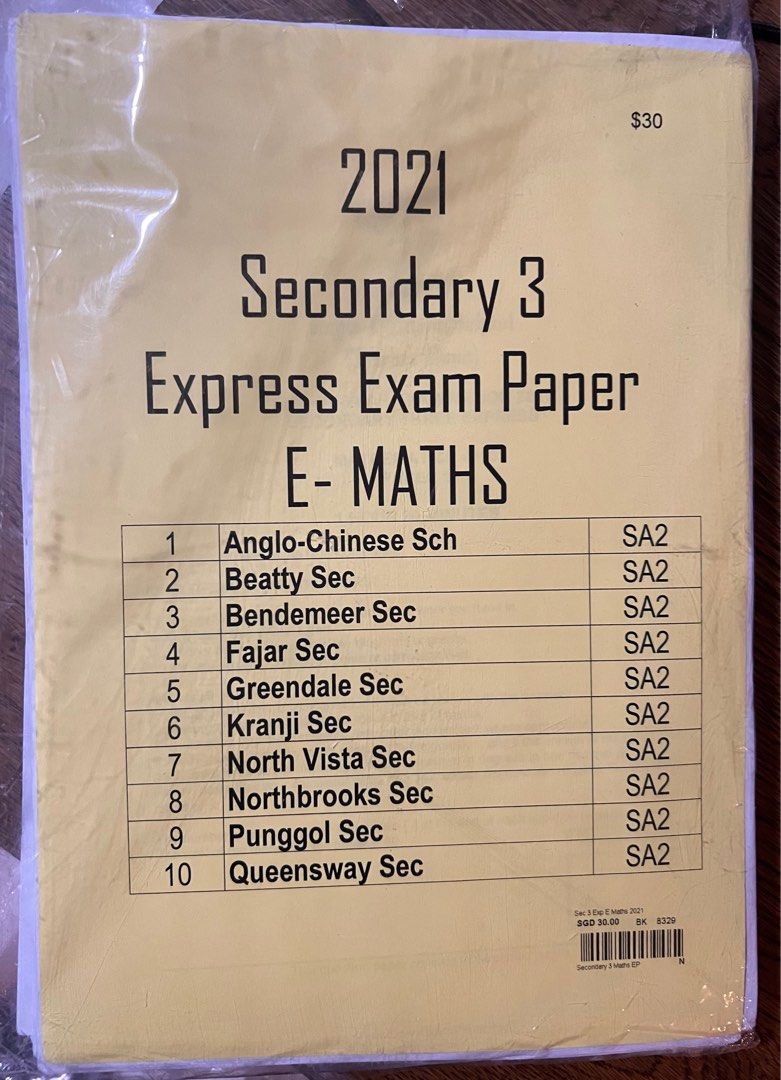 $30
2021
Secondary 3
Express Exam Paper
E- MATHS
1 Anglo-Chinese Sch SA2
2 Beatty Sec SA2
3 Bendemeer Sec SA2
4 Fajar Sec SA2
5 Greendale Sec SA2
6 Kranji Sec SA2
7 North Vista Sec SA2
8 Northbrooks Sec SA2
9 Punggol Sec SA2
10 Queensway Sec SA2
Sec 3 Exp E Maths 2021
SGD 30.00 BK 8329
Secondary 3 Maths EP N